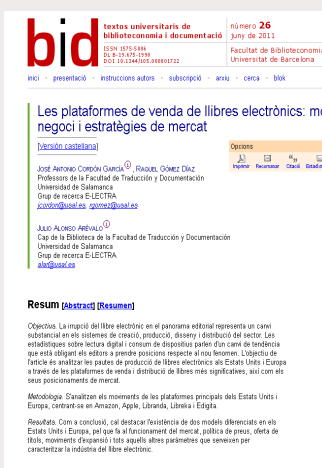 bid
textos universitaris de
biblioteconomia i documentació
ISSN 1575-5886
DL B-19.675-1998
DOI 10.1344/105.000001722
número 26
juny de 2011
Facultat de Biblioteconomi
Universitat de Barcelona
inici · presentació · instruccions autors · subscripció · arxiu · cerca · blok
Les plataformes de venda de llibres electrònics: mo
negoci i estratègies de mercat
[Versión castellana]
Opcions
Imprimir Recomanar Citació Estadís
José Antonio Cordón García, Raquel Gómez Díaz
Professors de la Facultad de Traducción y Documentación
Universidad de Salamanca
Grup de recerca E-LECTRA
jcordon@usal.es, rgomez@usal.es
Julio Alonso Arévalo
Cap de la Biblioteca de la Facultad de Traducción y Documentación
Universidad de Salamanca
Grup de recerca E-LECTRA
alar@usal.es
Resum [Abstract] [Resumen]
Objectius. La irrupció del llibre electrònic en el panorama editorial representa un canvi
substancial en els sistemes de creació, producció, disseny i distribució del sector. Les
estadístiques sobre lectura digital i consum de dispositius parlen d'un canvi de tendència
que està obligant els editors a prendre posicions respecte al nou fenomen. L'objectiu de
l'article és analitzar les pautes de producció de llibres electrònics als Estats Units i Europa
a través de les plataformes de venda i distribució de llibres més significatives, així com els
seus posicionaments de mercat.
Metodologia. S'analitzen els moviments de les plataformes principals dels Estats Units i
Europa, centrant-se en Amazon, Apple, Libranda, Libreka i Edigita.
Resultats. Com a conclusió, cal destacar l'existència de dos models diferenciats en els
Estats Units i Europa, pel que fa al funcionament del mercat, política de preus, oferta de
títols, moviments d'expansió i tots aquells altres paràmetres que serveixen per
caracteritzar la indústria del llibre electrònic.